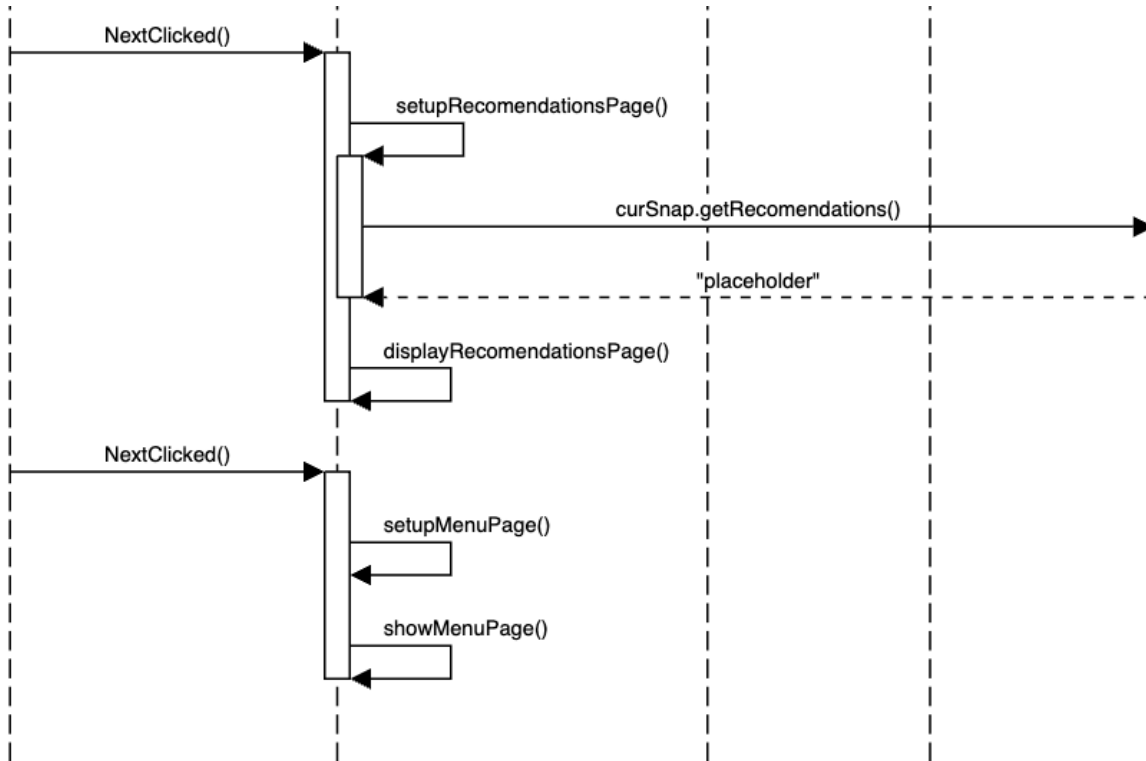 NextClicked()
setupRecomendationsPage()
curSnap.getRecomendations()
"placeholder"
displayRecomendationsPage()
NextClicked()
setupMenuPage()
showMenuPage()